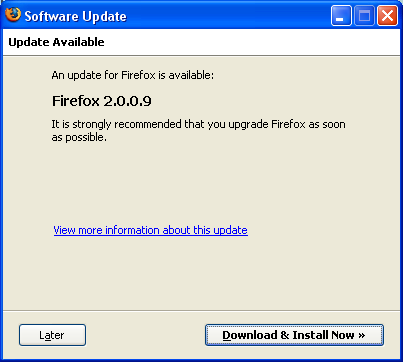 Software Update
Update Available
An update for Firefox is available:
Firefox 2.0.0.9
It is strongly recommended that you upgrade Firefox as soon
as possible.
View more information about this update
Later
Download & Install Now »